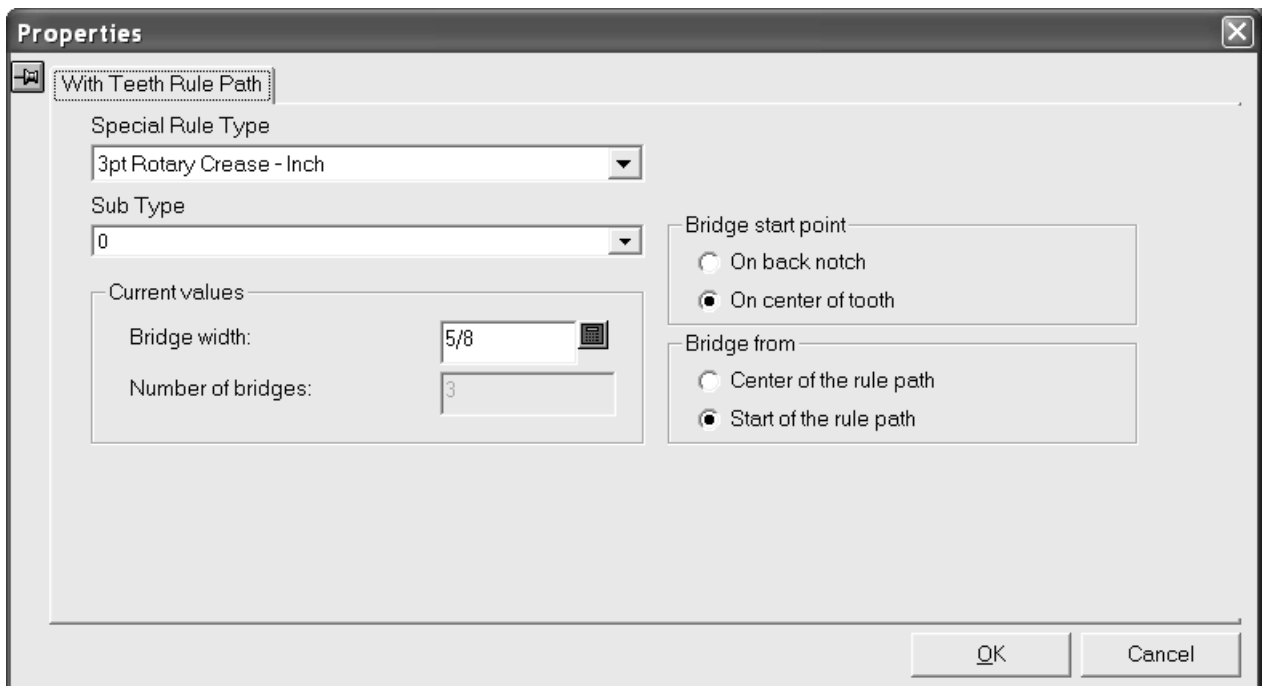 Properties
With Teeth Rule Path
Special Rule Type
3pt Rotary Crease - Inch
Sub Type
0
Current values
Bridge width:
5/8
Number of bridges:
3
Bridge start point
On back notch
On center of tooth
Bridge from
Center of the rule path
Start of the rule path
OK
Cancel